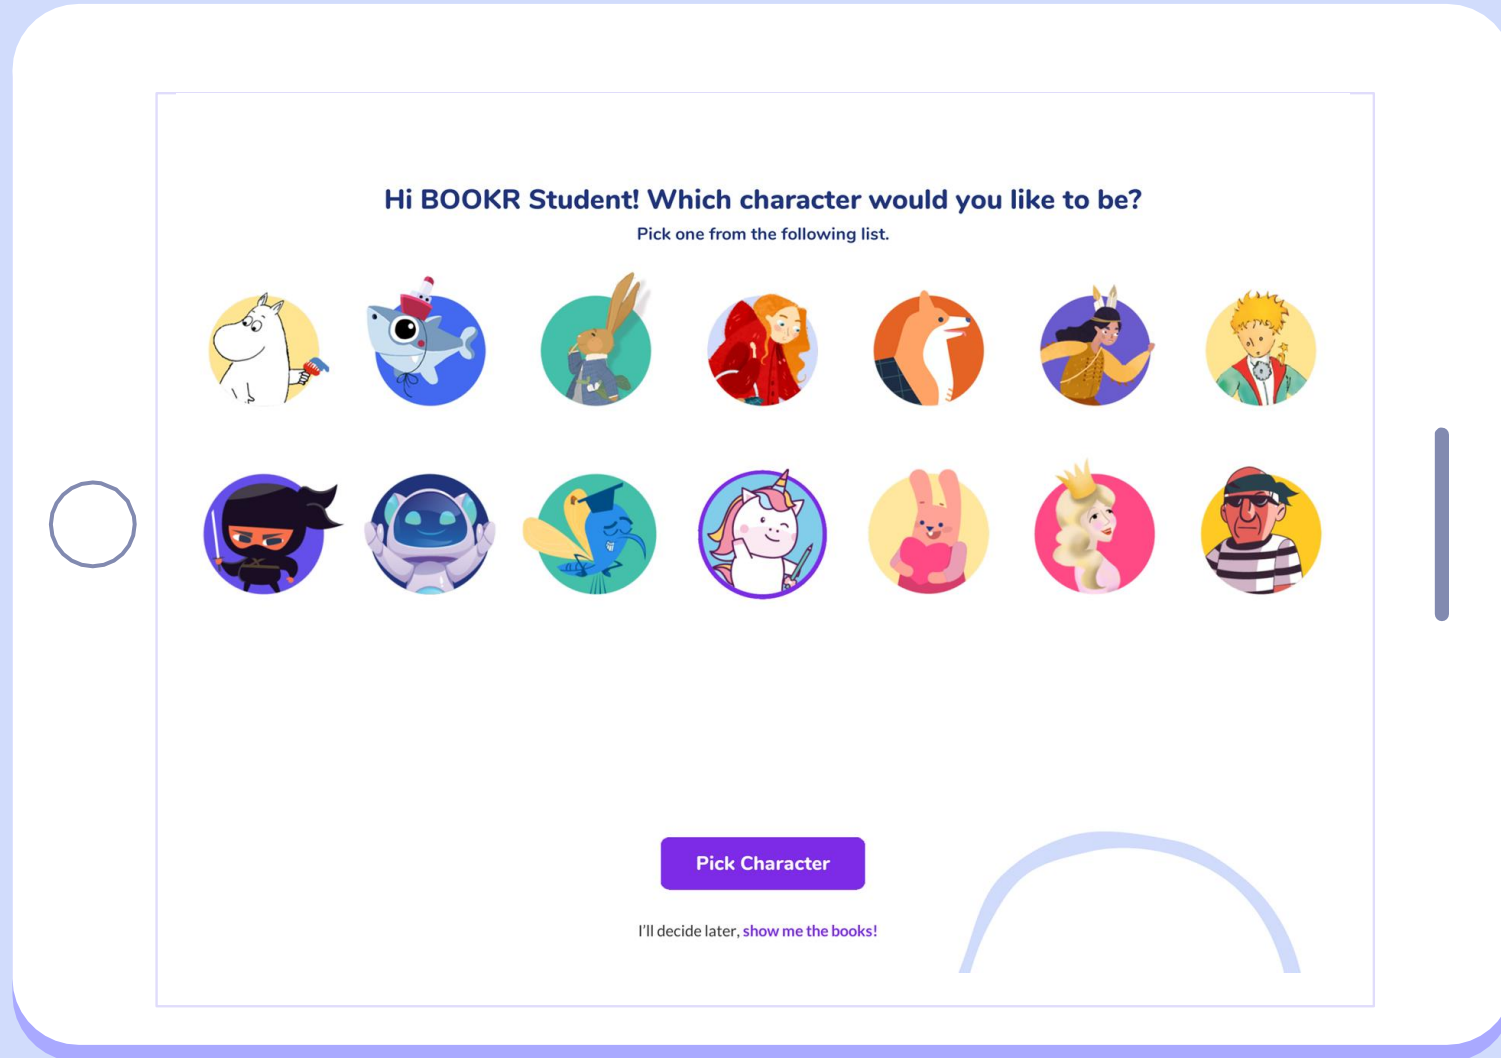 Hi BOOKR Student! Which character would you like to be?
Pick one from the following list.
Pick Character
I'll decide later, show me the books!